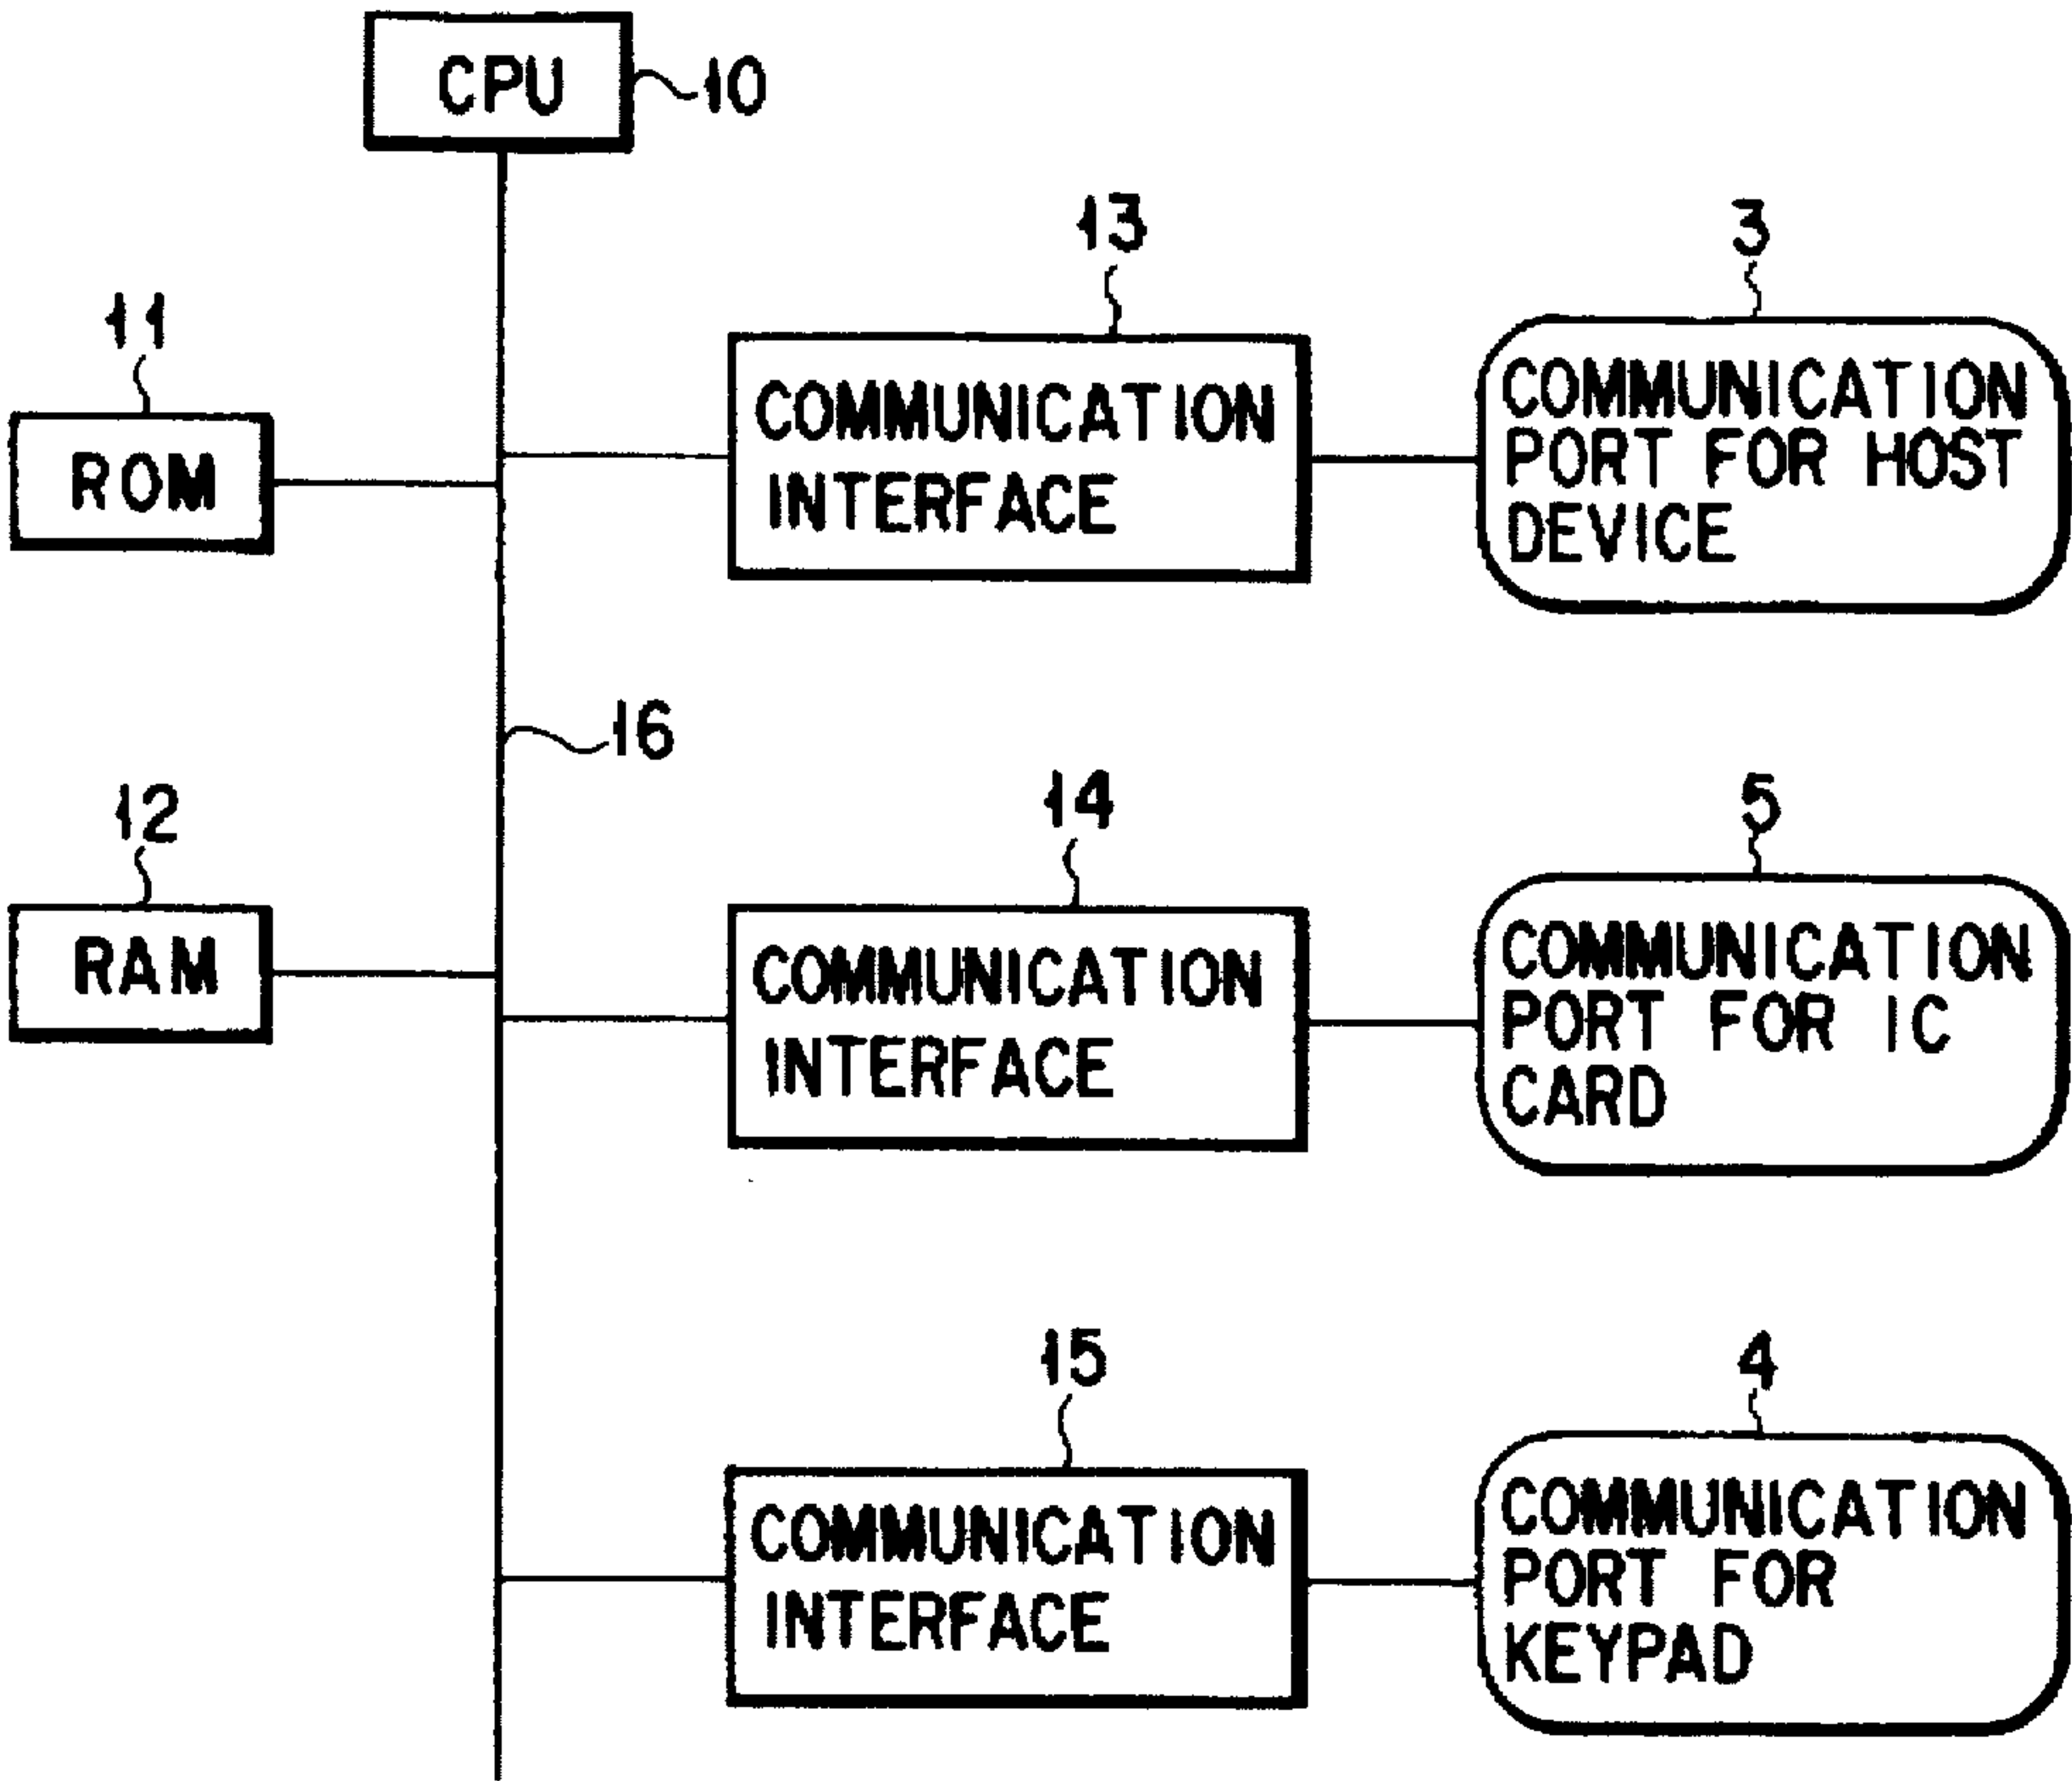 CPU
10
13
3
11
COMMUNICATION
INTERFACE
COMMUNICATION
PORT FOR HOST
DEVICE
ROM
16
12
14
5
RAM
COMMUNICATION
INTERFACE
COMMUNICATION
PORT FOR IC
CARD
15
4
COMMUNICATION
INTERFACE
COMMUNICATION
PORT FOR
KEYPAD